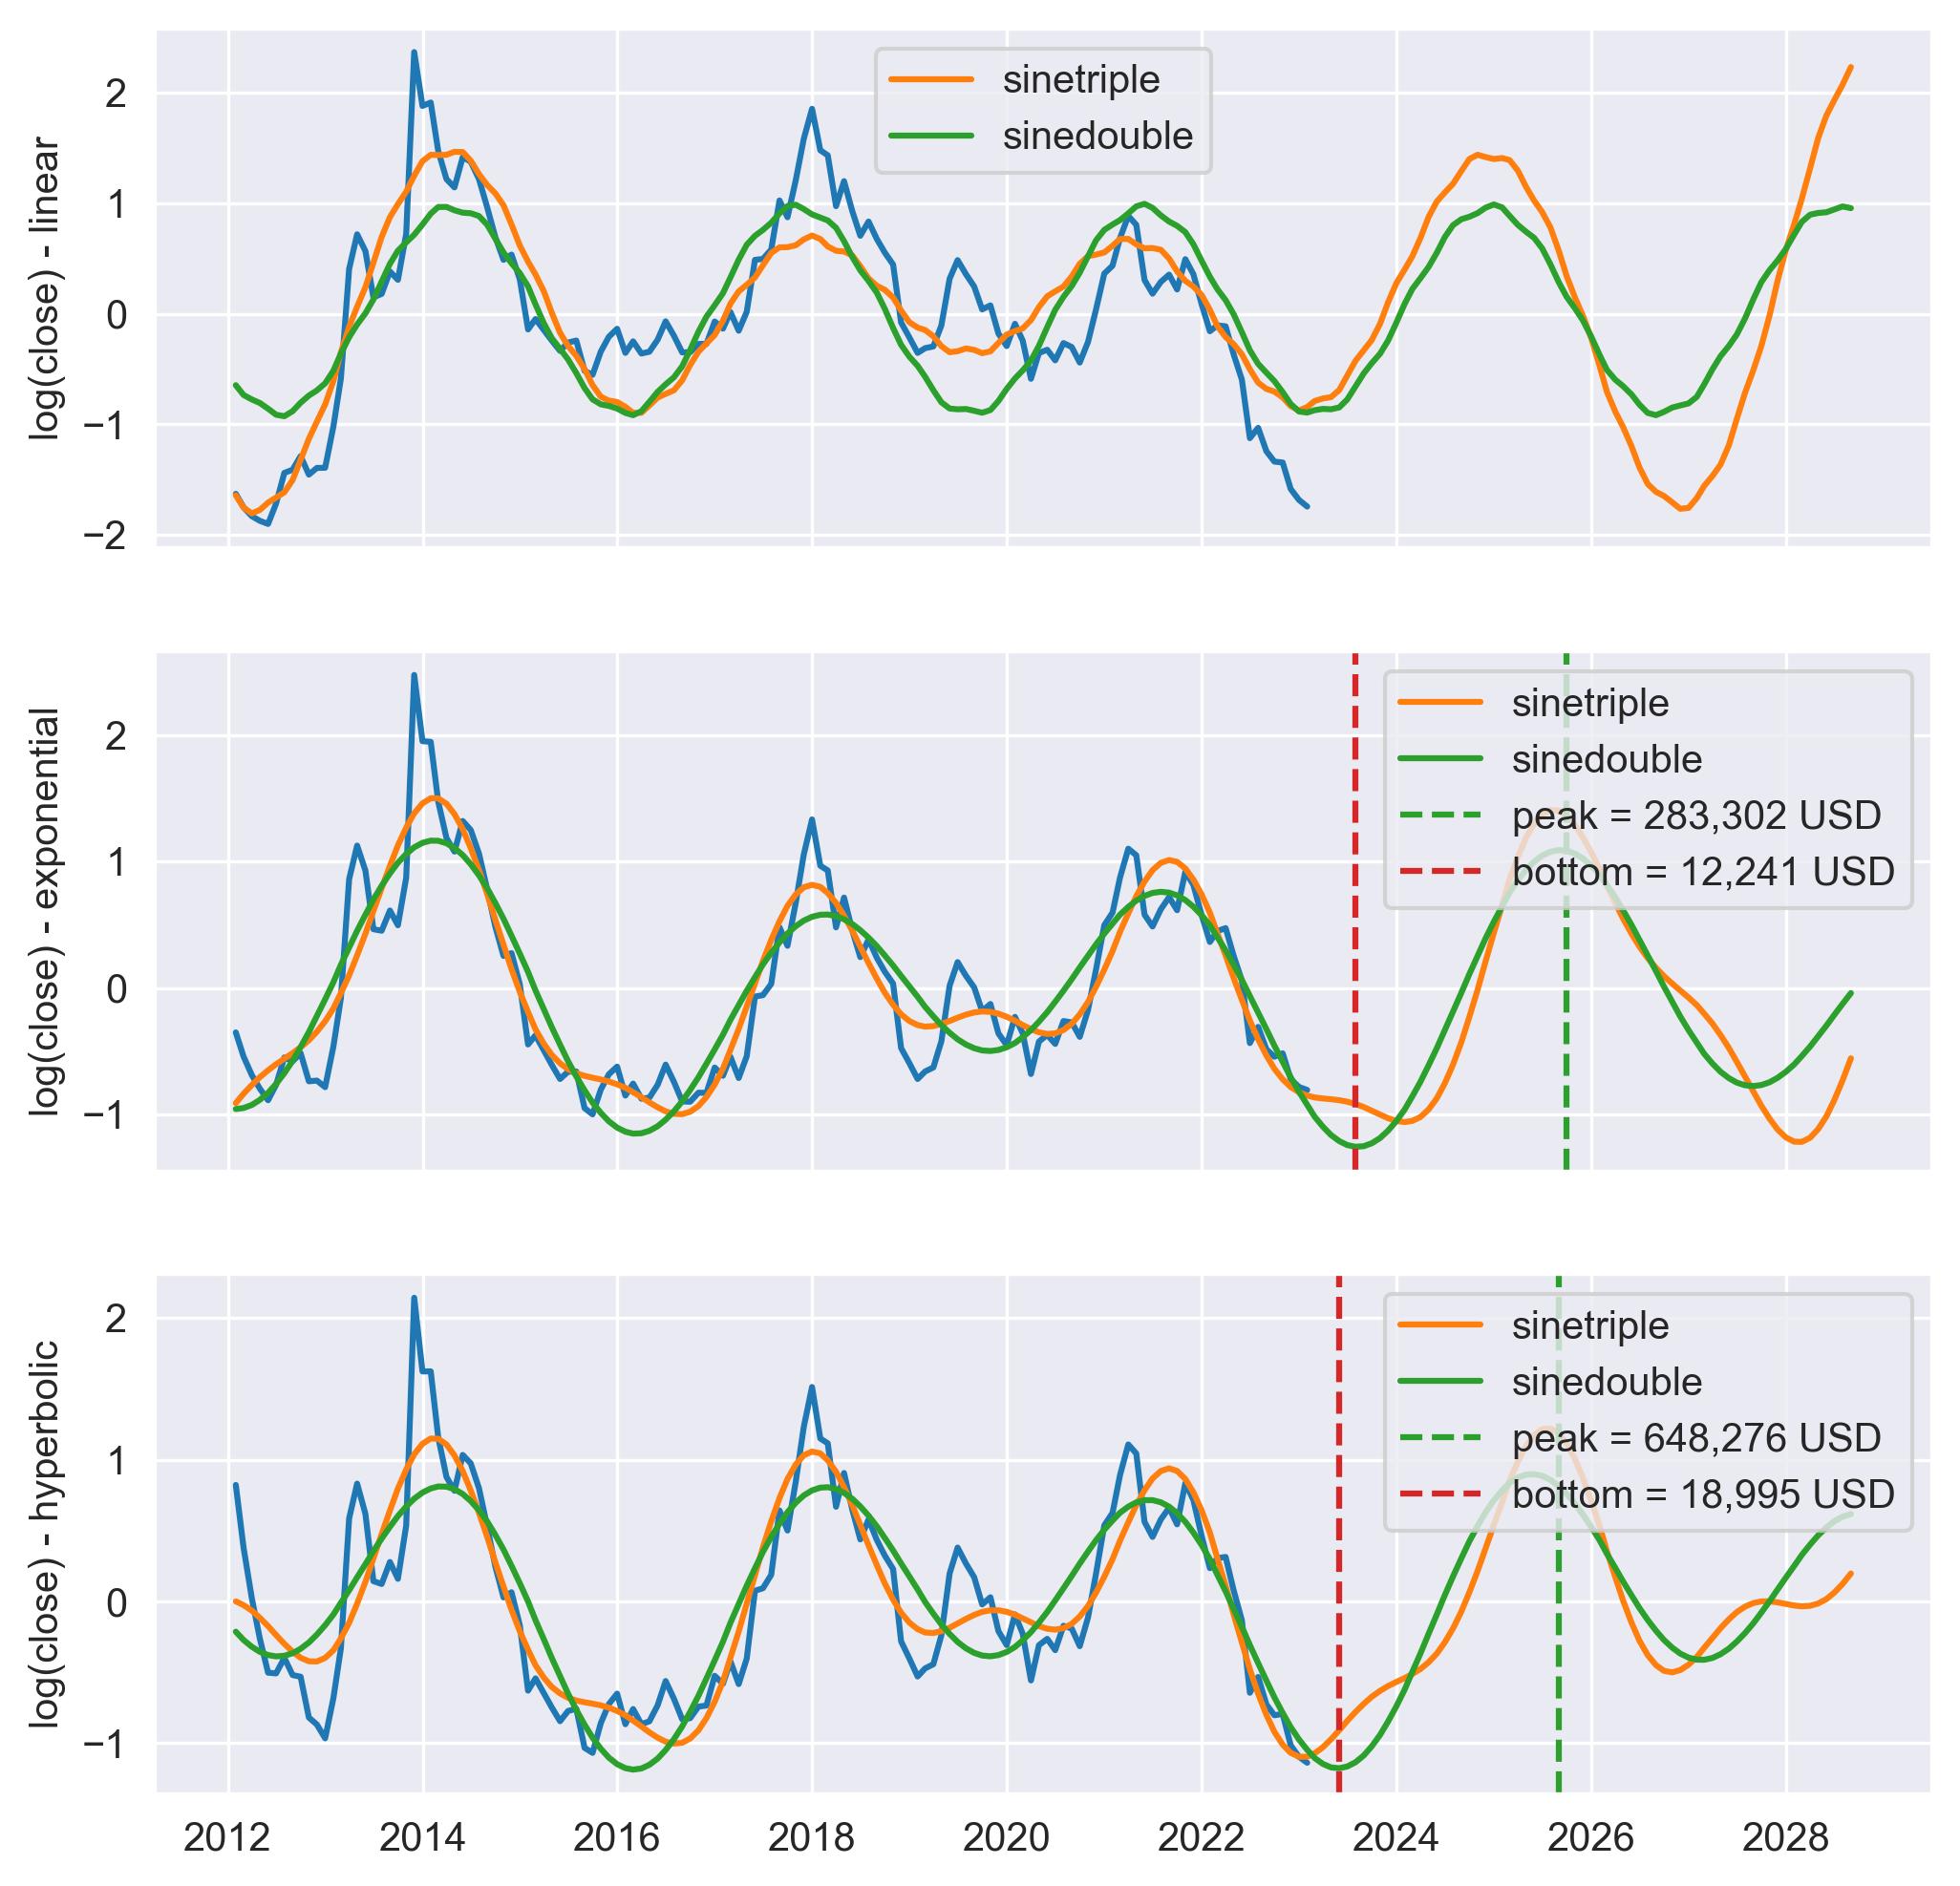 log(close) - linear
2
1
0
−1
−2
sinetriple
sinedouble
log(close) - exponential
2
1
0
−1
sinetriple
sinedouble
peak = 283,302 USD
bottom = 12,241 USD
log(close) - hyperbolic
2
1
0
−1
sinetriple
sinedouble
peak = 648,276 USD
bottom = 18,995 USD
2012 2014 2016 2018 2020 2022 2024 2026 2028